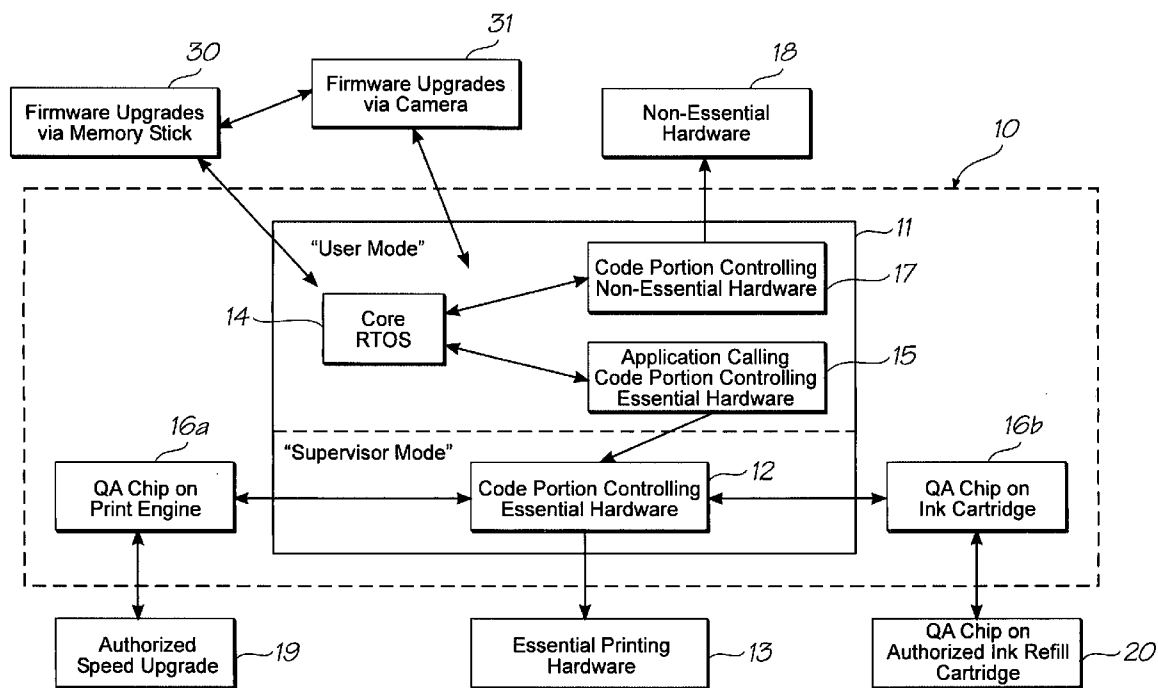 30
31
18
Firmware Upgrades
via Memory Stick
Firmware Upgrades
via Camera
Non-Essential
Hardware
10
"User Mode"
11
Code Portion Controlling
Non-Essential Hardware
17
14
Core
RTOS
Application Calling
Code Portion Controlling
Essential Hardware
15
16a
"Supervisor Mode"
16b
QA Chip on
Print Engine
Code Portion Controlling
Essential Hardware
12
QA Chip on
Ink Cartridge
Authorized
Speed Upgrade
19
Essential Printing
Hardware
13
QA Chip on
Authorized Ink Refill
Cartridge
20